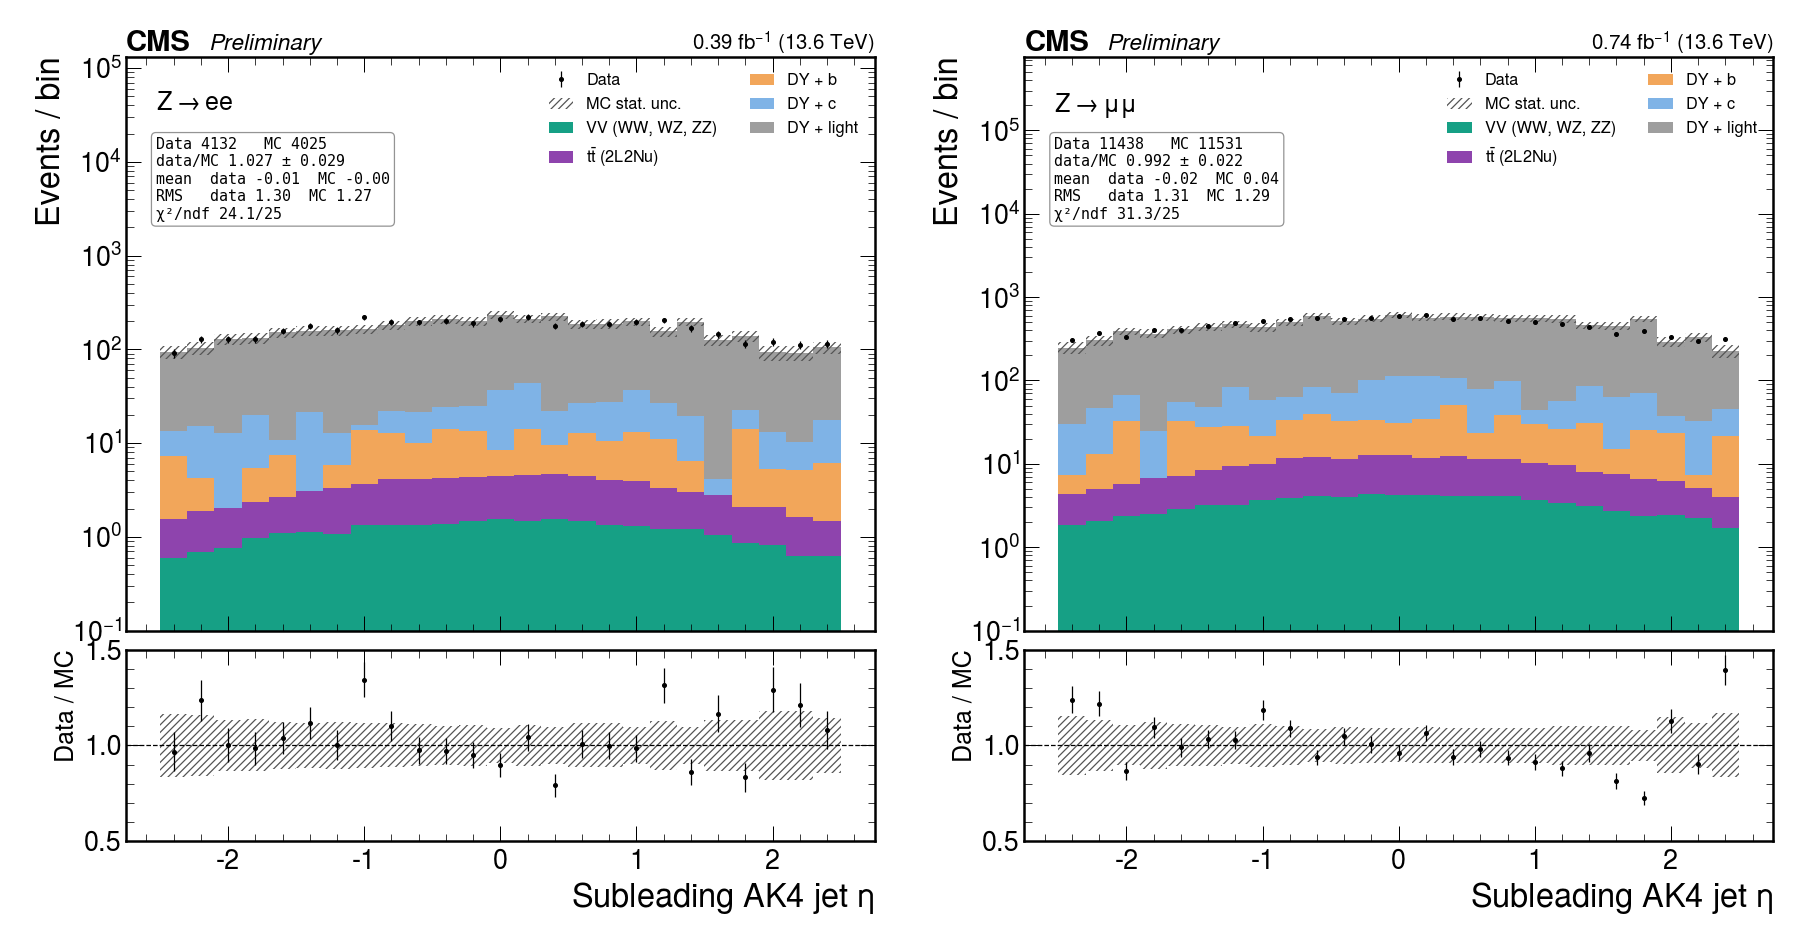 CMS Preliminary 0.39 fb⁻¹ (13.6 TeV)
Events / bin
Z → ee
Data 4132 MC 4025
data/MC 1.027 ± 0.029
mean data -0.01 MC -0.00
RMS data 1.30 MC 1.27
χ²/ndf 24.1/25
Data
MC stat. unc.
VV (WW, WZ, ZZ)
tt̄ (2L2Nu)
DY + b
DY + c
DY + light
10⁵
10⁴
10³
10²
10¹
10⁰
10⁻¹
Data / MC
1.5
1.0
0.5
-2 -1 0 1 2
Subleading AK4 jet η
CMS Preliminary 0.74 fb⁻¹ (13.6 TeV)
Events / bin
Z → μμ
Data 11438 MC 11531
data/MC 0.992 ± 0.022
mean data -0.02 MC 0.04
RMS data 1.31 MC 1.29
χ²/ndf 31.3/25
Data
MC stat. unc.
VV (WW, WZ, ZZ)
tt̄ (2L2Nu)
DY + b
DY + c
DY + light
10⁵
10⁴
10³
10²
10¹
10⁰
10⁻¹
Data / MC
1.5
1.0
0.5
-2 -1 0 1 2
Subleading AK4 jet η